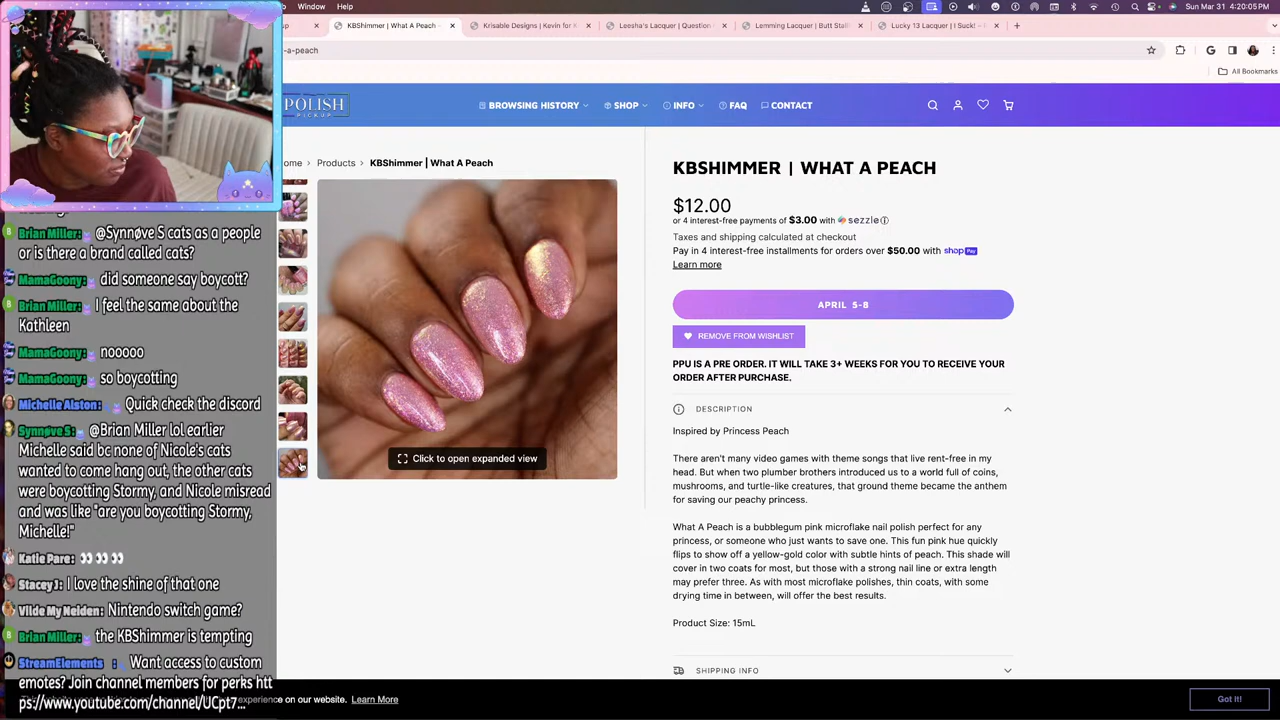 Window
Help
Sun Mar 31 4:20:05 PM
KBShimmer | What A Peach
Krisable Designs | Kevin for K
Leesha's Lacquer | Question
Lemming Lacquer | Butt Stall
Lucky 13 Lacquer | I Suck! –
-a-peach
All Bookmarks
POLISH
PICKUP
BROWSING HISTORY
SHOP
INFO
FAQ
CONTACT
ome > Products > KBShimmer | What A Peach
KBSHIMMER | WHAT A PEACH
$12.00
or 4 interest-free payments of $3.00 with sezzle
Taxes and shipping calculated at checkout
Pay in 4 interest-free installments for orders over $50.00 with shop Pay
Learn more
APRIL 5-8
REMOVE FROM WISHLIST
PPU IS A PRE ORDER. IT WILL TAKE 3+ WEEKS FOR YOU TO RECEIVE YOUR
ORDER AFTER PURCHASE.
DESCRIPTION
Inspired by Princess Peach
There aren't many video games with theme songs that live rent-free in my
head. But when two plumber brothers introduced us to a world full of coins,
mushrooms, and turtle-like creatures, that ground theme became the anthem
for saving our peachy princess.
What A Peach is a bubblegum pink microflake nail polish perfect for any
princess, or someone who just wants to save one. This fun pink hue quickly
flips to show off a yellow-gold color with subtle hints of peach. This shade will
cover in two coats for most, but those with a strong nail line or extra length
may prefer three. As with most microflake polishes, thin coats, with some
drying time in between, will offer the best results.
Product Size: 15mL
SHIPPING INFO
Click to open expanded view
Brian Miller: @Synnøve S cats as a people
or is there a brand called cats?
MamaGoony: did someone say boycott?
Brian Miller: I feel the same about the
Kathleen
MamaGoony: nooooo
MamaGoony: so boycotting
Michelle Alston: Quick check the discord
Synnøve S: @Brian Miller lol earlier
Michelle said bc none of Nicole's cats
wanted to come hang out, the other cats
were boycotting Stormy, and Nicole misread
and was like "are you boycotting Stormy,
Michelle!"
Katie Pare: 👀👀👀
Stacey J: I love the shine of that one
Vilde My Neiden: Nintendo switch game?
Brian Miller: the KBShimmer is tempting
StreamElements : Want access to custom
emotes? Join channel members for perks htt
ps://www.youtube.com/channel/UCpt7...
experience on our website. Learn More
Got It!